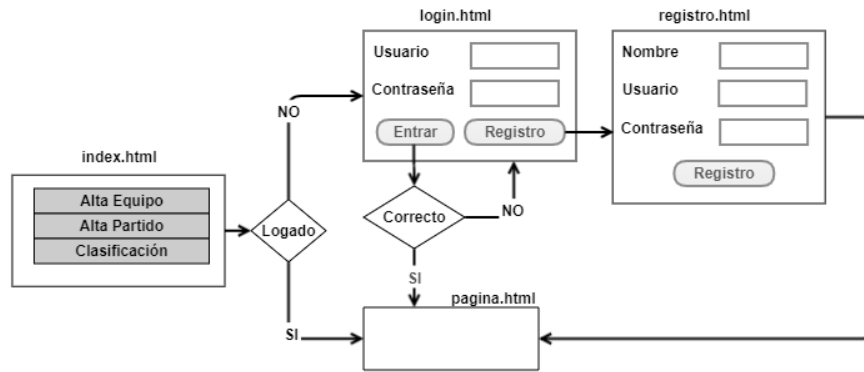 login.html
registro.html
Usuario
Contraseña
Entrar
Registro
Nombre
Usuario
Contraseña
Registro
NO
index.html
Alta Equipo
Alta Partido
Clasificación
Logado
Correcto
NO
SI
SI
pagina.html